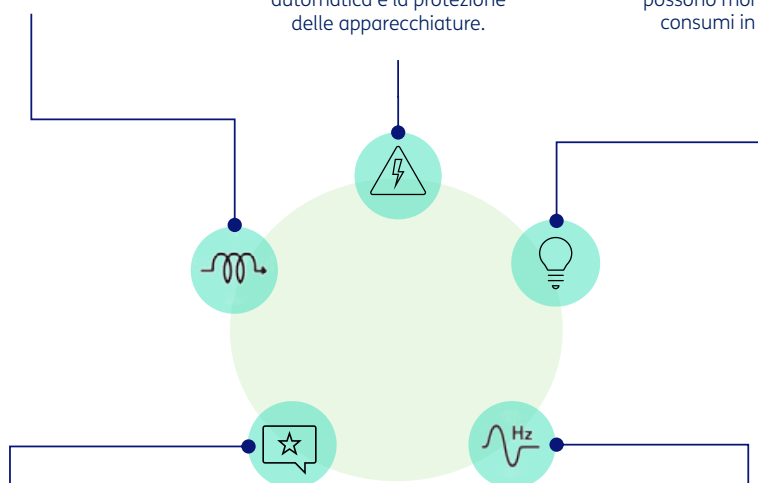 automatica e la protezione
delle apparecchiature.
possono
consumi in
Hz